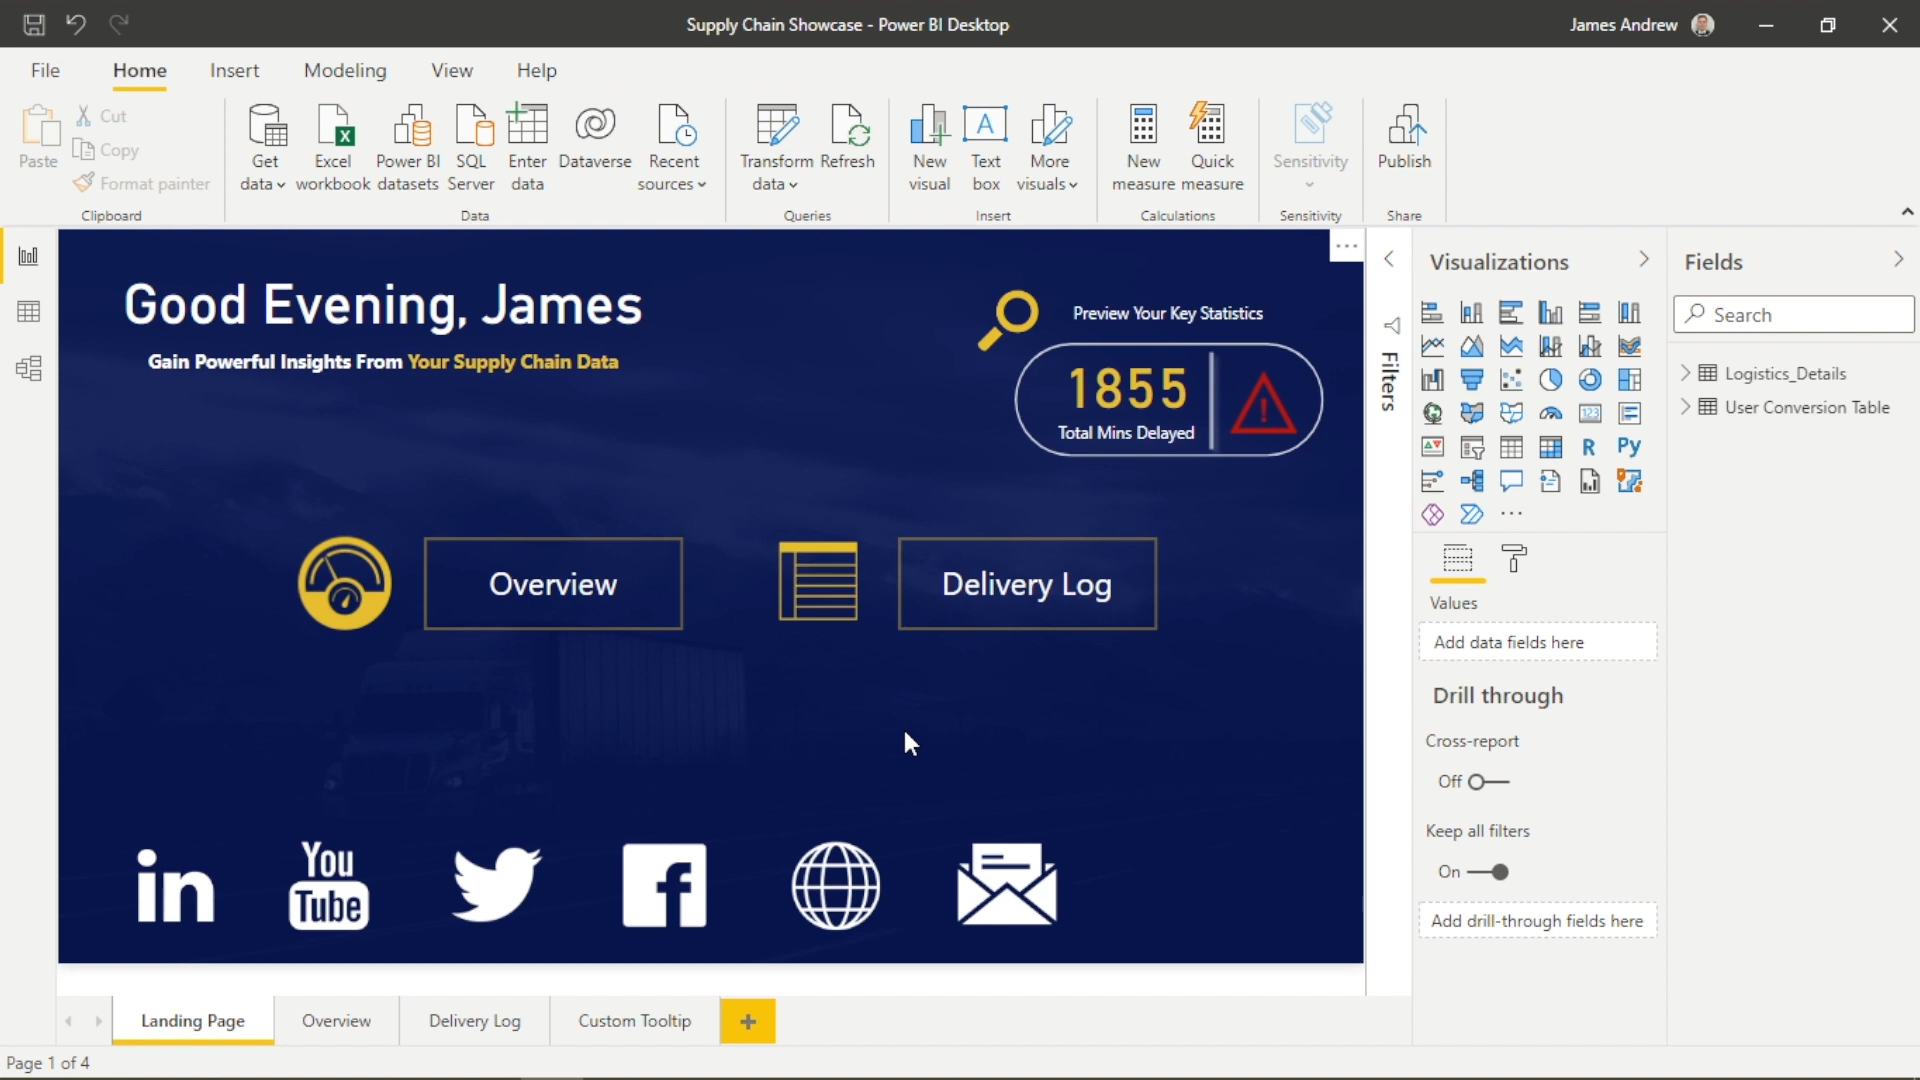 Supply Chain Showcase - Power BI Desktop
James Andrew
File Home Insert Modeling View Help
Paste
Cut
Copy
Format painter
Clipboard
Get data
Excel workbook
Power BI datasets
SQL Server
Enter data
Dataverse
Recent sources
Data
Transform data
Refresh
Queries
New visual
Text box
More visuals
Insert
New measure
Quick measure
Calculations
Sensitivity
Sensitivity
Publish
Share
Good Evening, James
Gain Powerful Insights From Your Supply Chain Data
Preview Your Key Statistics
1855
Total Mins Delayed
Overview
Delivery Log
in
You
Tube
f
Filters
Visualizations
123
R
Py
Values
Add data fields here
Drill through
Cross-report
Off
Keep all filters
On
Add drill-through fields here
Fields
Search
Logistics_Details
User Conversion Table
Landing Page
Overview
Delivery Log
Custom Tooltip
Page 1 of 4